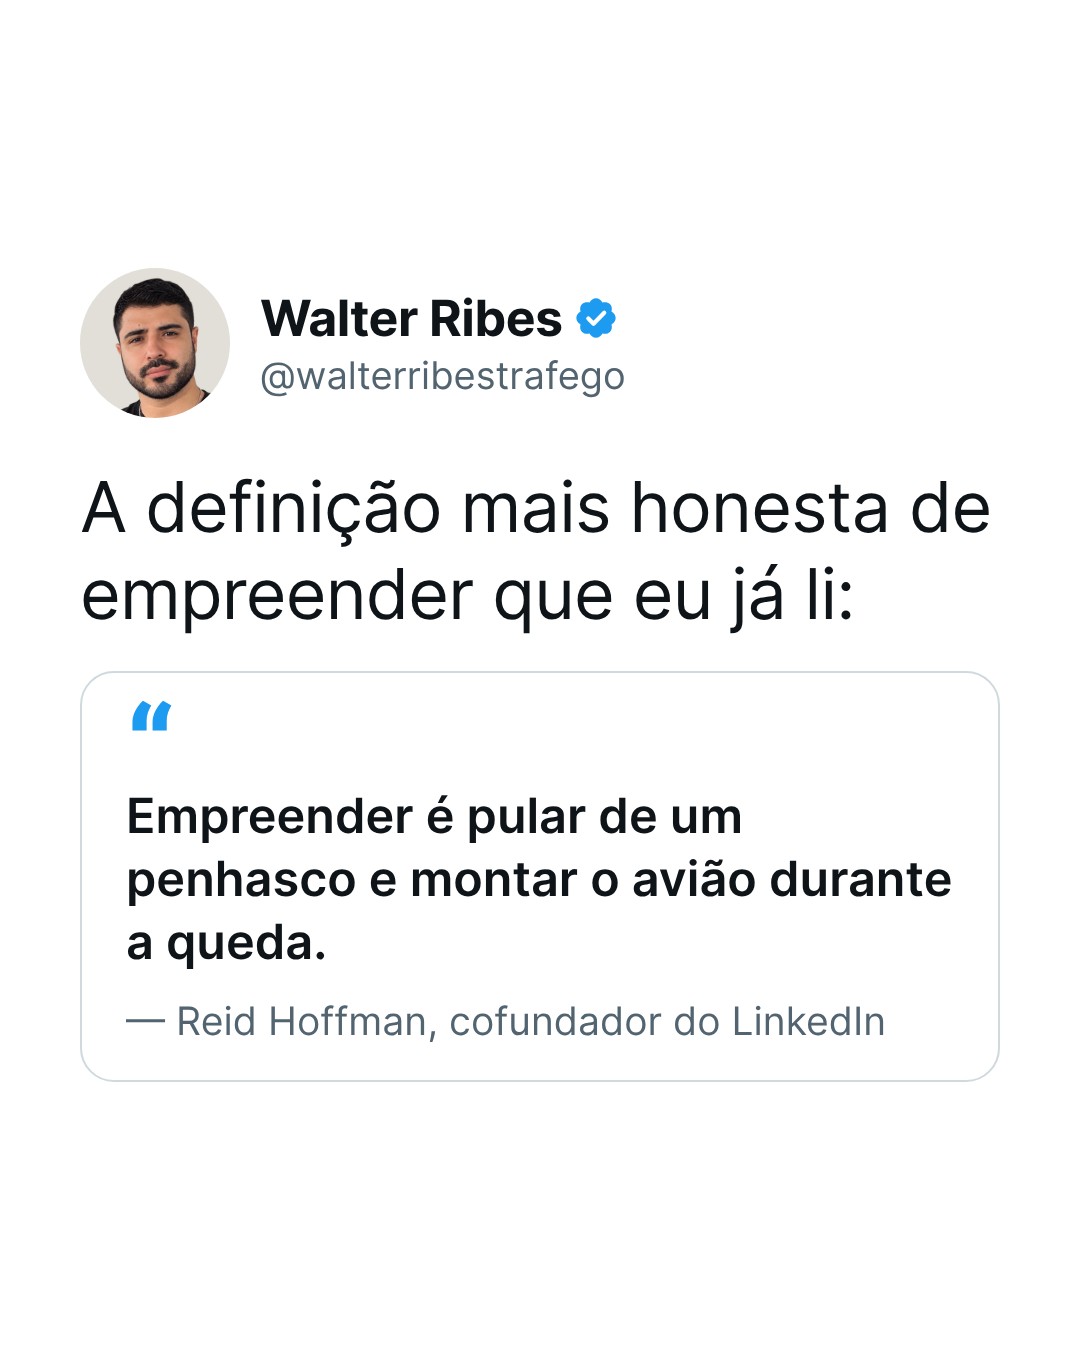 Walter Ribes
@walterribestrafego
A definição mais honesta de
empreender que eu já li:
“
Empreender é pular de um
penhasco e montar o avião durante
a queda.
— Reid Hoffman, cofundador do LinkedIn